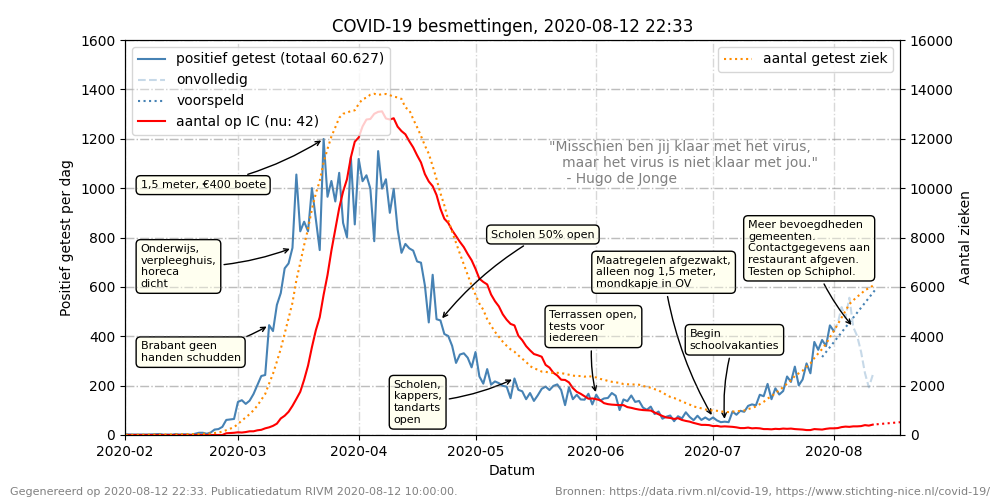 COVID-19 besmettingen, 2020-08-12 22:33
positief getest (totaal 60.627)
onvolledig
voorspeld
aantal op IC (nu: 42)
aantal getest ziek
"Misschien ben jij klaar met het virus,
maar het virus is niet klaar met jou."
- Hugo de Jonge
1,5 meter, €400 boete
Onderwijs,
verpleeghuis,
horeca
dicht
Brabant geen
handen schudden
Scholen 50% open
Scholen,
kappers,
tandarts
open
Terrassen open,
tests voor
iedereen
Maatregelen afgezwakt,
alleen nog 1,5 meter,
mondkapje in OV
Begin
schoolvakanties
Meer bevoegdheden
gemeenten.
Contactgegevens aan
restaurant afgeven.
Testen op Schiphol.
Positief getest per dag
1600
1400
1200
1000
800
600
400
200
0
Aantal zieken
16000
14000
12000
10000
8000
6000
4000
2000
0
2020-02
2020-03
2020-04
2020-05
2020-06
2020-07
2020-08
Datum
Gegenereerd op 2020-08-12 22:33. Publicatiedatum RIVM 2020-08-12 10:00:00.
Bronnen: https://data.rivm.nl/covid-19, https://www.stichting-nice.nl/covid-19/